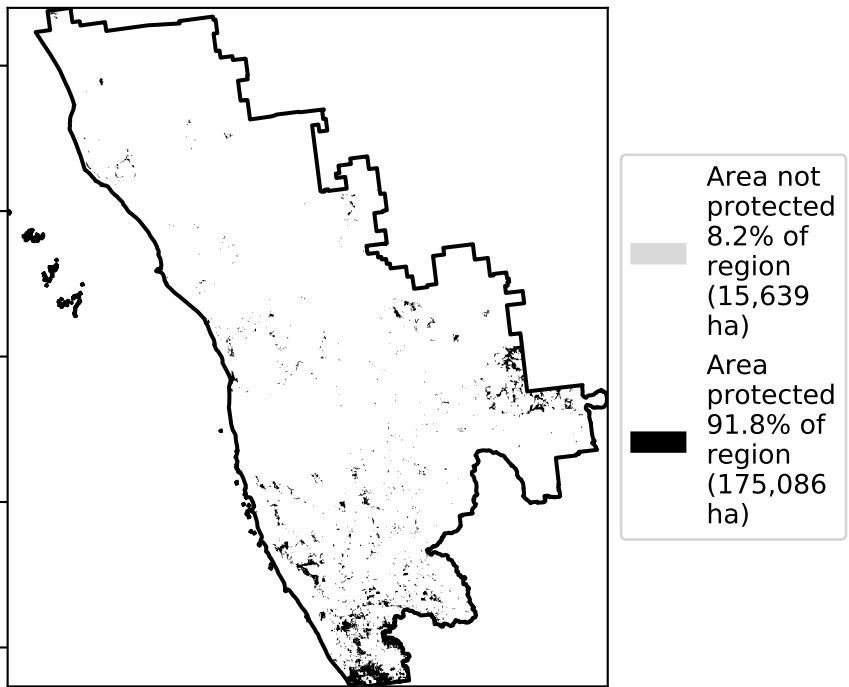 Area not
protected
8.2% of
region
(15,639
ha)
Area
protected
91.8% of
region
(175,086
ha)